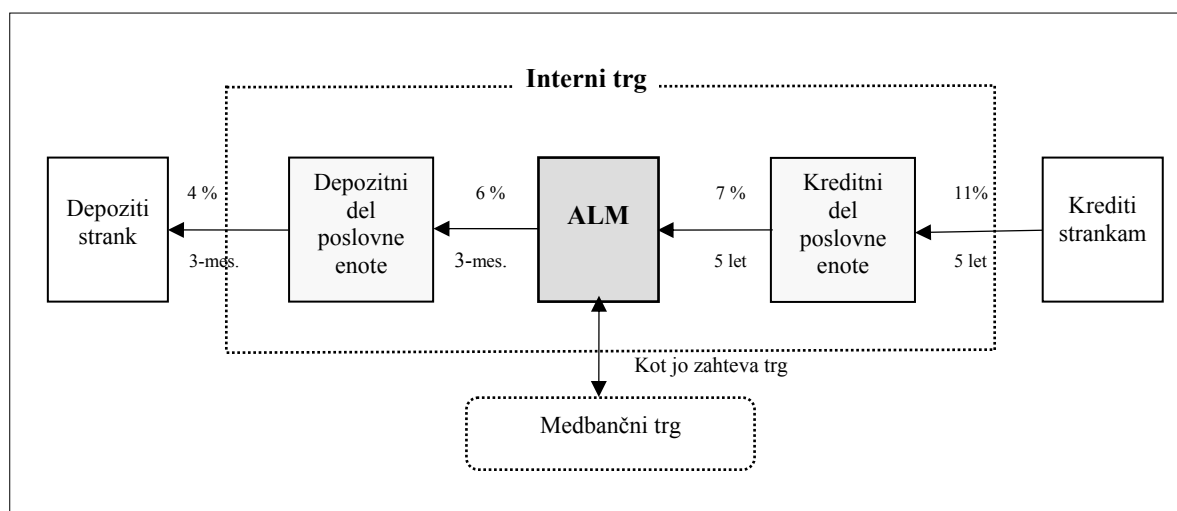 Interni trg
Depoziti
strank
4 %
3-mes.
Depozitni
del
poslovne
enote
6 %
3-mes.
ALM
7 %
5 let
Kreditni
del
poslovne
enote
11%
5 let
Krediti
strankam
Kot jo zahteva trg
Medbančni trg